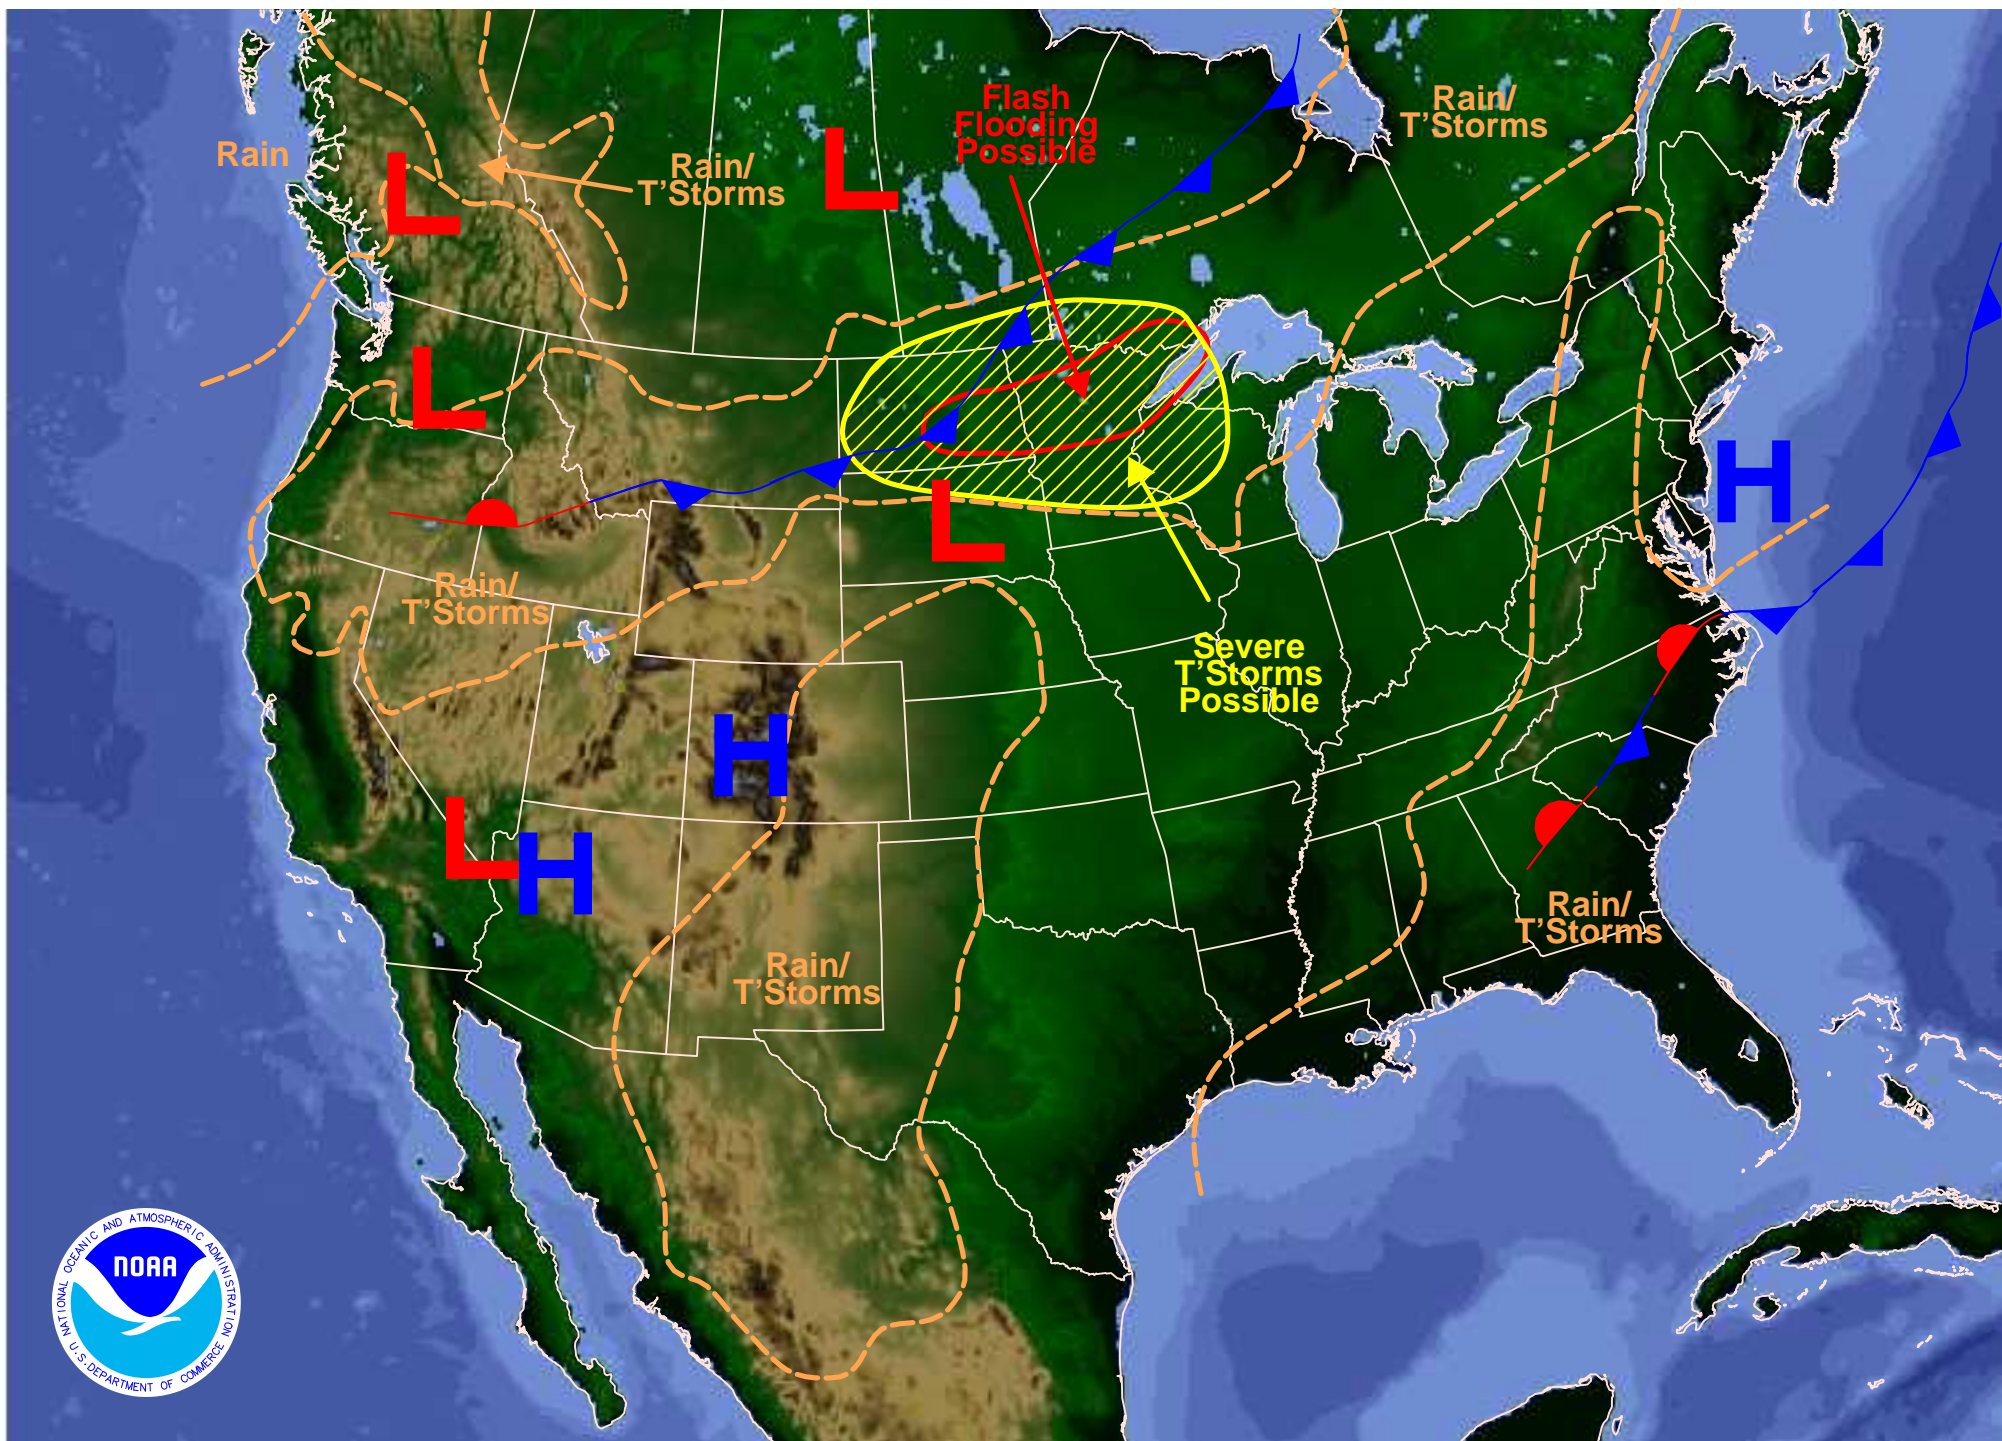 Flash
Flooding
Possible
Rain/
T'Storms
Rain
Rain/
T'Storms
L
L
L
H
L
Rain/
T'Storms
Severe
T'Storms
Possible
H
L
H
Rain/
T'Storms
Rain/
T'Storms
NATIONAL OCEANIC AND ATMOSPHERIC ADMINISTRATION
NOAA
U.S. DEPARTMENT OF COMMERCE